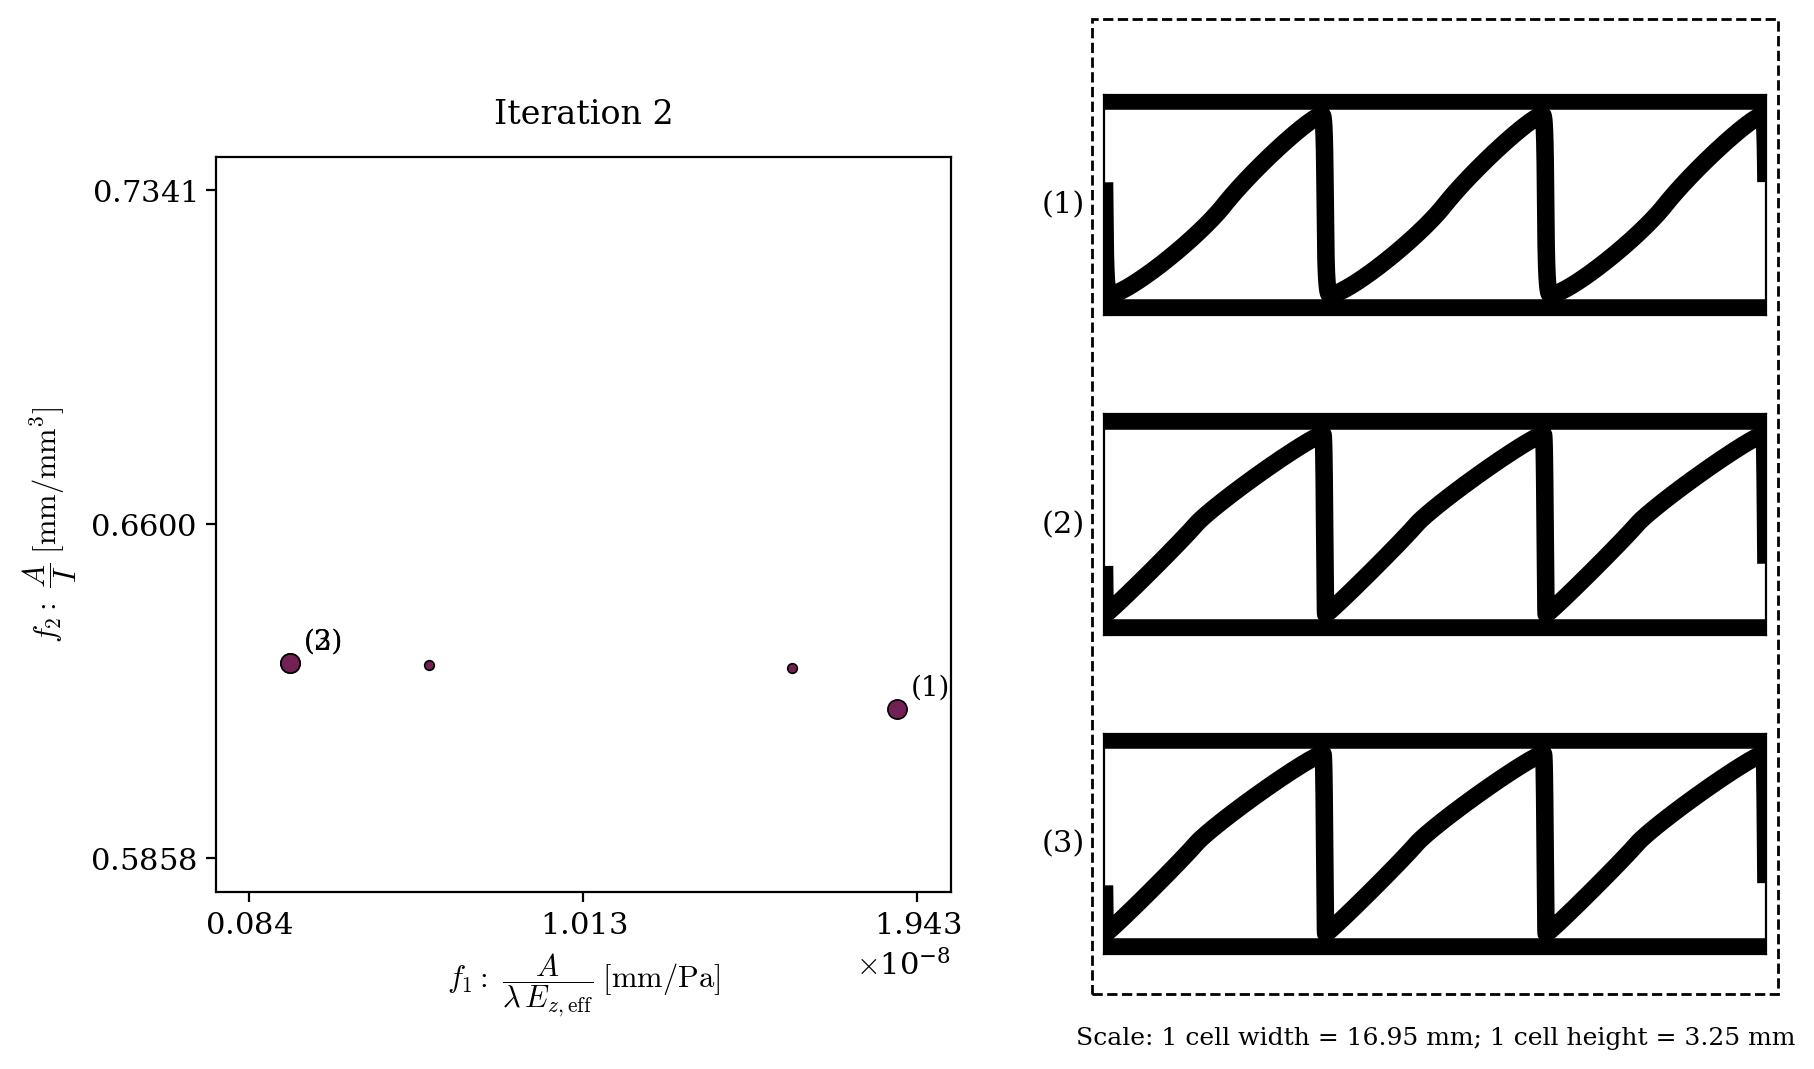 Iteration 2
0.7341
0.6600
0.5858
f₂ : A/I [mm/mm³]
(1)
0.084 1.013 1.943
×10⁻⁸
f₁ : A/(λ E_{z,eff}) [mm/Pa]
(1)
(2)
(3)
Scale: 1 cell width = 16.95 mm; 1 cell height = 3.25 mm